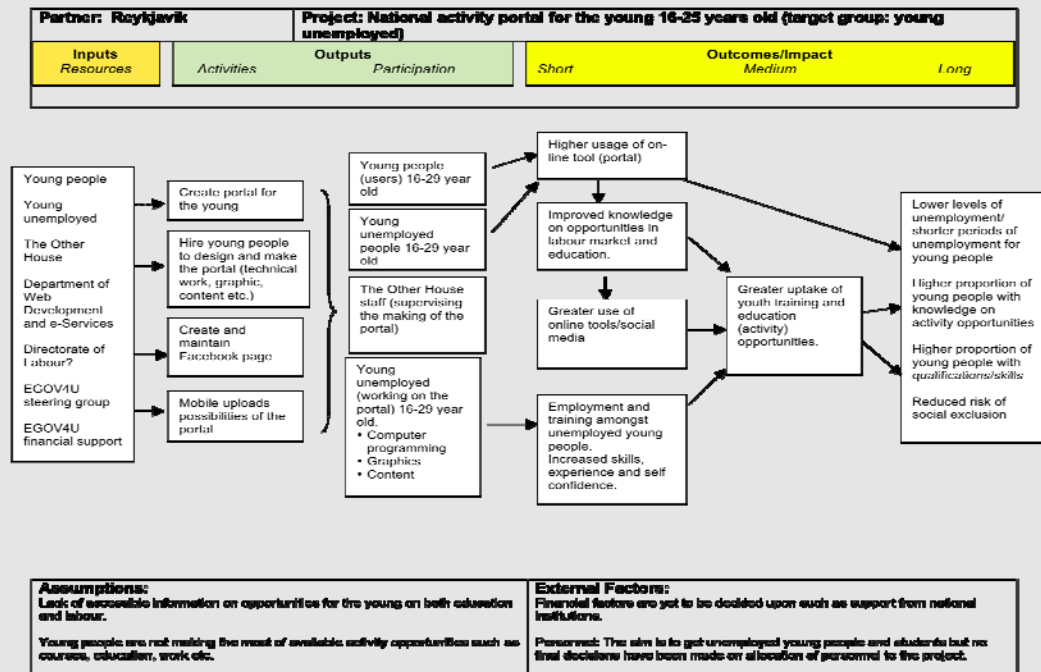 Partner: Reykjavik
Project: National activity portal for the young 16-25 years old (target group: young
unemployed)
Inputs
Resources
Outputs
Activities Participation
Outcomes/Impact
Short Medium Long
Young people
Young
unemployed
The Other
House
Department of
Web
Development
and e-Services
Directorate of
Labour?
EGOV4U
steering group
EGOV4U
financial support
Create portal for
the young
Hire young people
to design and make
the portal (technical
work, graphic,
content etc.)
Create and
maintain
Facebook page
Mobile uploads
possibilities of the
portal
Young people
(users) 16-29 year
old
Young
unemployed
people 16-29 year
old
The Other House
staff (supervising
the making of the
portal)
Young
unemployed
(working on the
portal) 16-29 year
old.
• Computer
programming
• Graphics
• Content
Higher usage of on-
line tool (portal)
Improved knowledge
on opportunities in
labour market and
education.
Greater use of
online tools/social
media
Employment and
training amongst
unemployed young
people.
Increased skills,
experience and self
confidence.
Greater uptake of
youth training and
education
(activity)
opportunities.
Lower levels of
unemployment/
shorter periods of
unemployment for
young people
Higher proportion of
young people with
knowledge on
activity opportunities
Higher proportion of
young people with
qualifications/skills
Reduced risk of
social exclusion
Assumptions:
Lack of accessible information on opportunities for the young on both education
and labour.
Young people are not making the most of available activity opportunities such as
courses, education, work etc.
External Factors:
Financial factors are yet to be decided upon such as support from national
institutions.
Personnel: The aim is to get unemployed young people and students but no
final decisions have been made on allocation of personnel to the project.